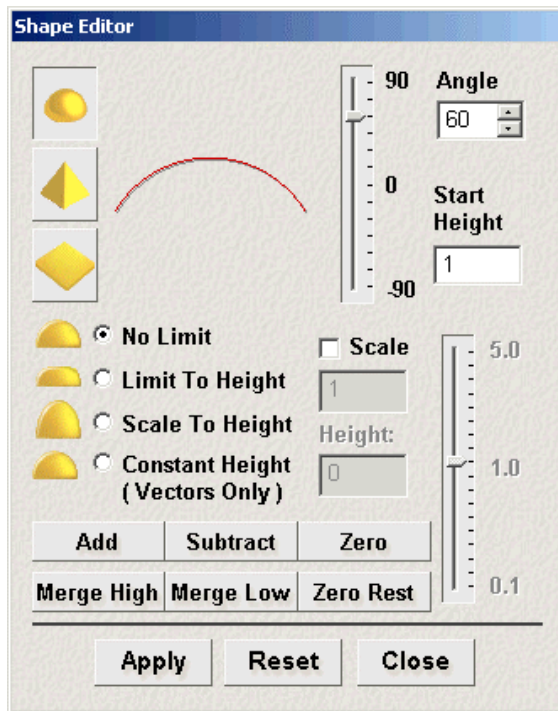 Shape Editor
90
0
-90
Angle
60
Start
Height
1
No Limit
Limit To Height
Scale To Height
Constant Height
( Vectors Only )
Scale
1
Height:
0
5.0
1.0
0.1
Add Subtract Zero
Merge High Merge Low Zero Rest
Apply Reset Close